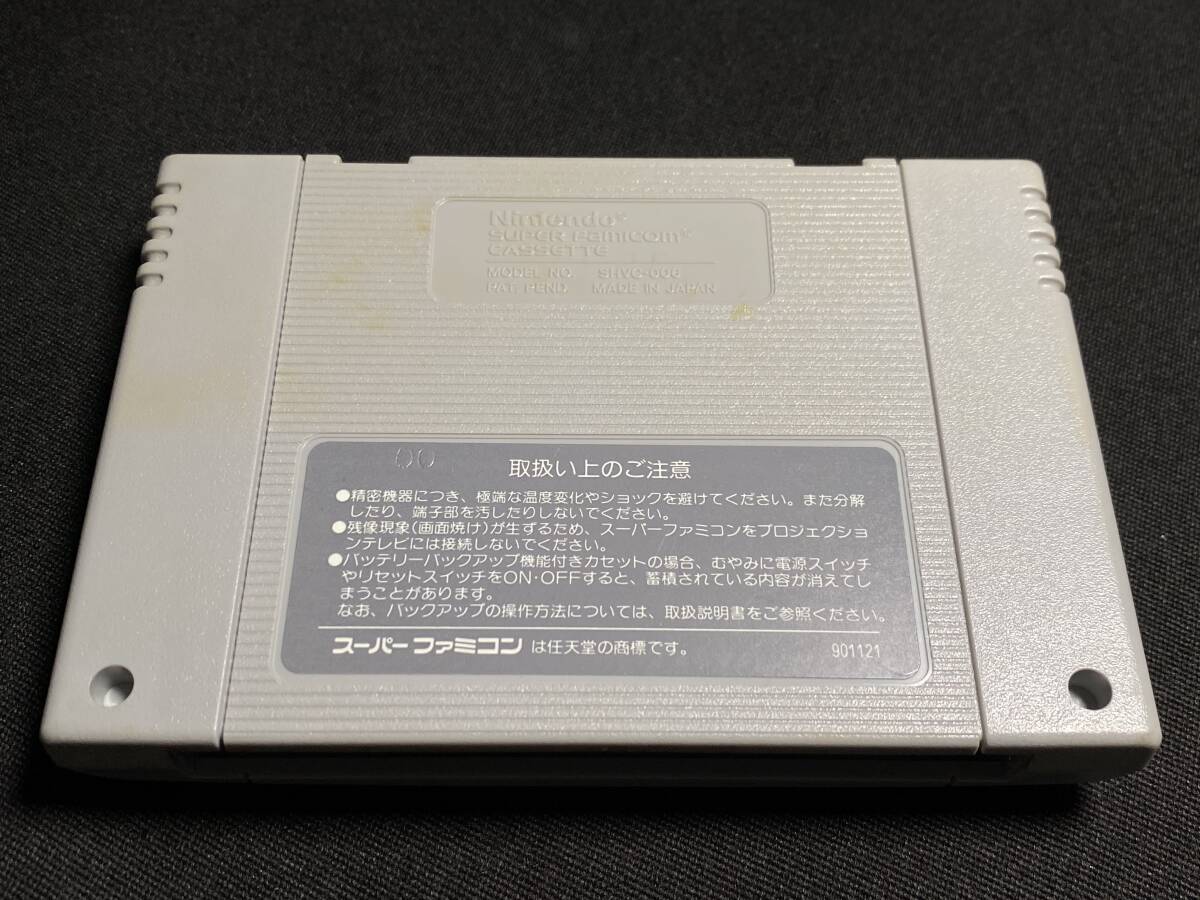 Nintendo®
SUPER Famicom®
CASSETTE
MODEL NO. SHVC-006
PAT. PEND. MADE IN JAPAN
00
取扱い上のご注意
●精密機器につき、極端な温度変化やショックを避けてください。また分解
したり、端子部を汚したりしないでください。
●残像現象(画面焼け)が生ずるため、スーパーファミコンをプロジェクショ
ンテレビには接続しないでください。
●バッテリーバックアップ機能付きカセットの場合、むやみに電源スイッチ
やリセットスイッチをON・OFFすると、蓄積されている内容が消えてし
まうことがあります。
なお、バックアップの操作方法については、取扱説明書をご参照ください。
スーパーファミコン は任天堂の商標です。 901121